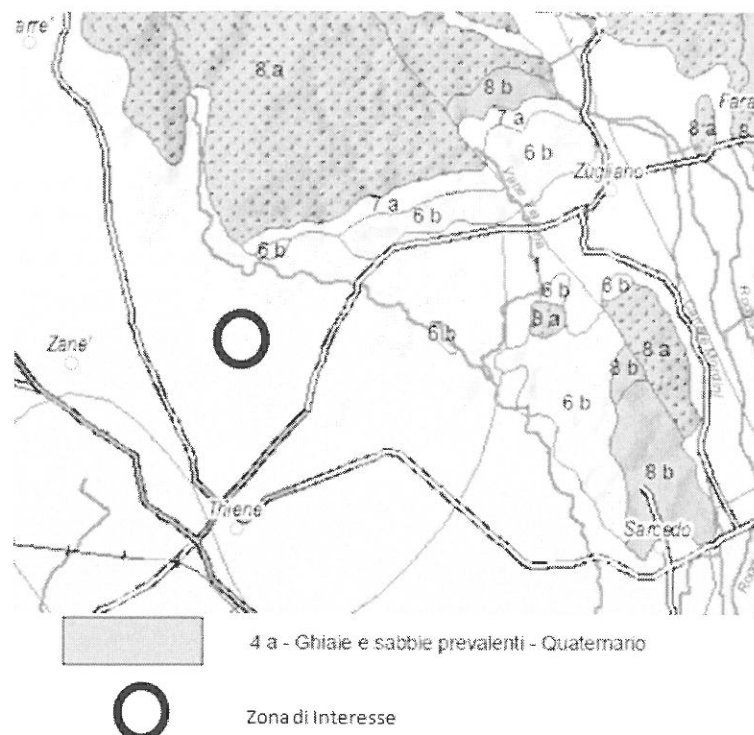 arre'
8 a
8 b
7 a
6 b
Fara
8 a
Zugliano
7 a
6 b
6 b
6 b
6 b
8 a
6 b
8 a
8 b
Zane'
6 b
8 b
Thiene
Sarcedo
4 a - Ghiaie e sabbie prevalenti - Quaternario
Zona di Interesse